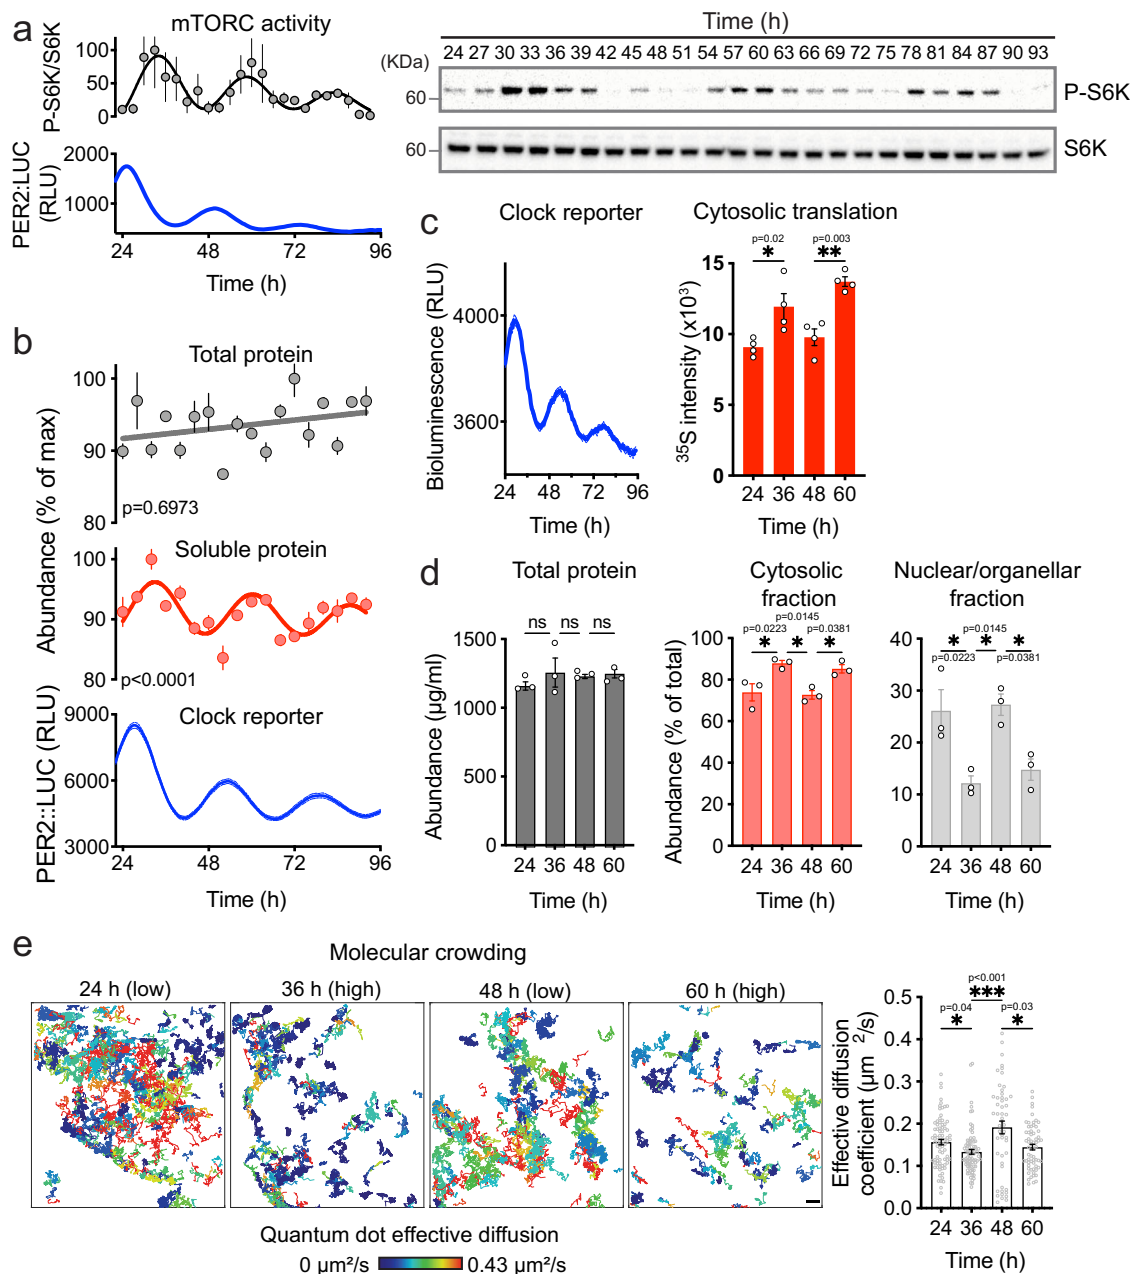 a
mTORC activity
P-S6K/S6K
100
50
0
PER2:LUC
(RLU)
2000
1000
24 48 72 96
Time (h)
Time (h)
(KDa) 24 27 30 33 36 39 42 45 48 51 54 57 60 63 66 69 72 75 78 81 84 87 90 93
60
P-S6K
60
S6K
b
Total protein
100
90
80
p=0.6973
Abundance (% of max)
Soluble protein
100
90
80
p<0.0001
Clock reporter
PER2::LUC (RLU)
9000
6000
3000
24 48 72 96
Time (h)
c
Clock reporter
Bioluminescence (RLU)
4000
3600
24 48 72 96
Time (h)
Cytosolic translation
p=0.02
*
p=0.003
**
35S intensity (x10³)
15
10
5
0
24 36 48 60
Time (h)
d
Total protein
ns ns ns
Abundance (µg/ml)
1500
1000
500
0
24 36 48 60
Time (h)
Cytosolic
fraction
p=0.0145
p=0.0223 p=0.0381
* * *
Abundance (% of total)
100
80
60
40
20
0
24 36 48 60
Time (h)
Nuclear/organellar
fraction
p=0.0145
* * *
p=0.0223 p=0.0381
40
30
20
10
0
24 36 48 60
Time (h)
e
Molecular crowding
24 h (low) 36 h (high) 48 h (low) 60 h (high)
Quantum dot effective diffusion
0 µm²/s 0.43 µm²/s
p<0.001
***
p=0.04 p=0.03
* *
Effective diffusion
coefficient (µm 2/s)
0.5
0.4
0.3
0.2
0.1
0.0
24 36 48 60
Time (h)